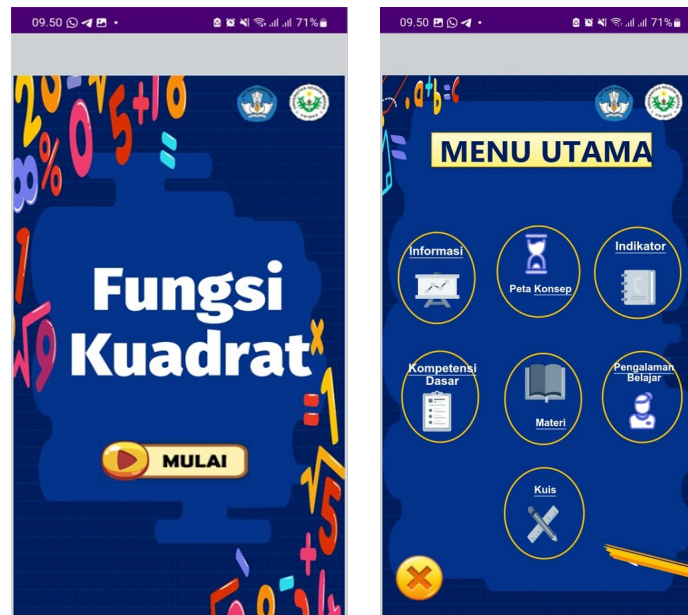 09.50
71%
Fungsi
Kuadrat
MULAI
09.50
71%
MENU UTAMA
Informasi
Peta Konsep
Indikator
Kompetensi
Dasar
Materi
Pengalaman
Belajar
Kuis